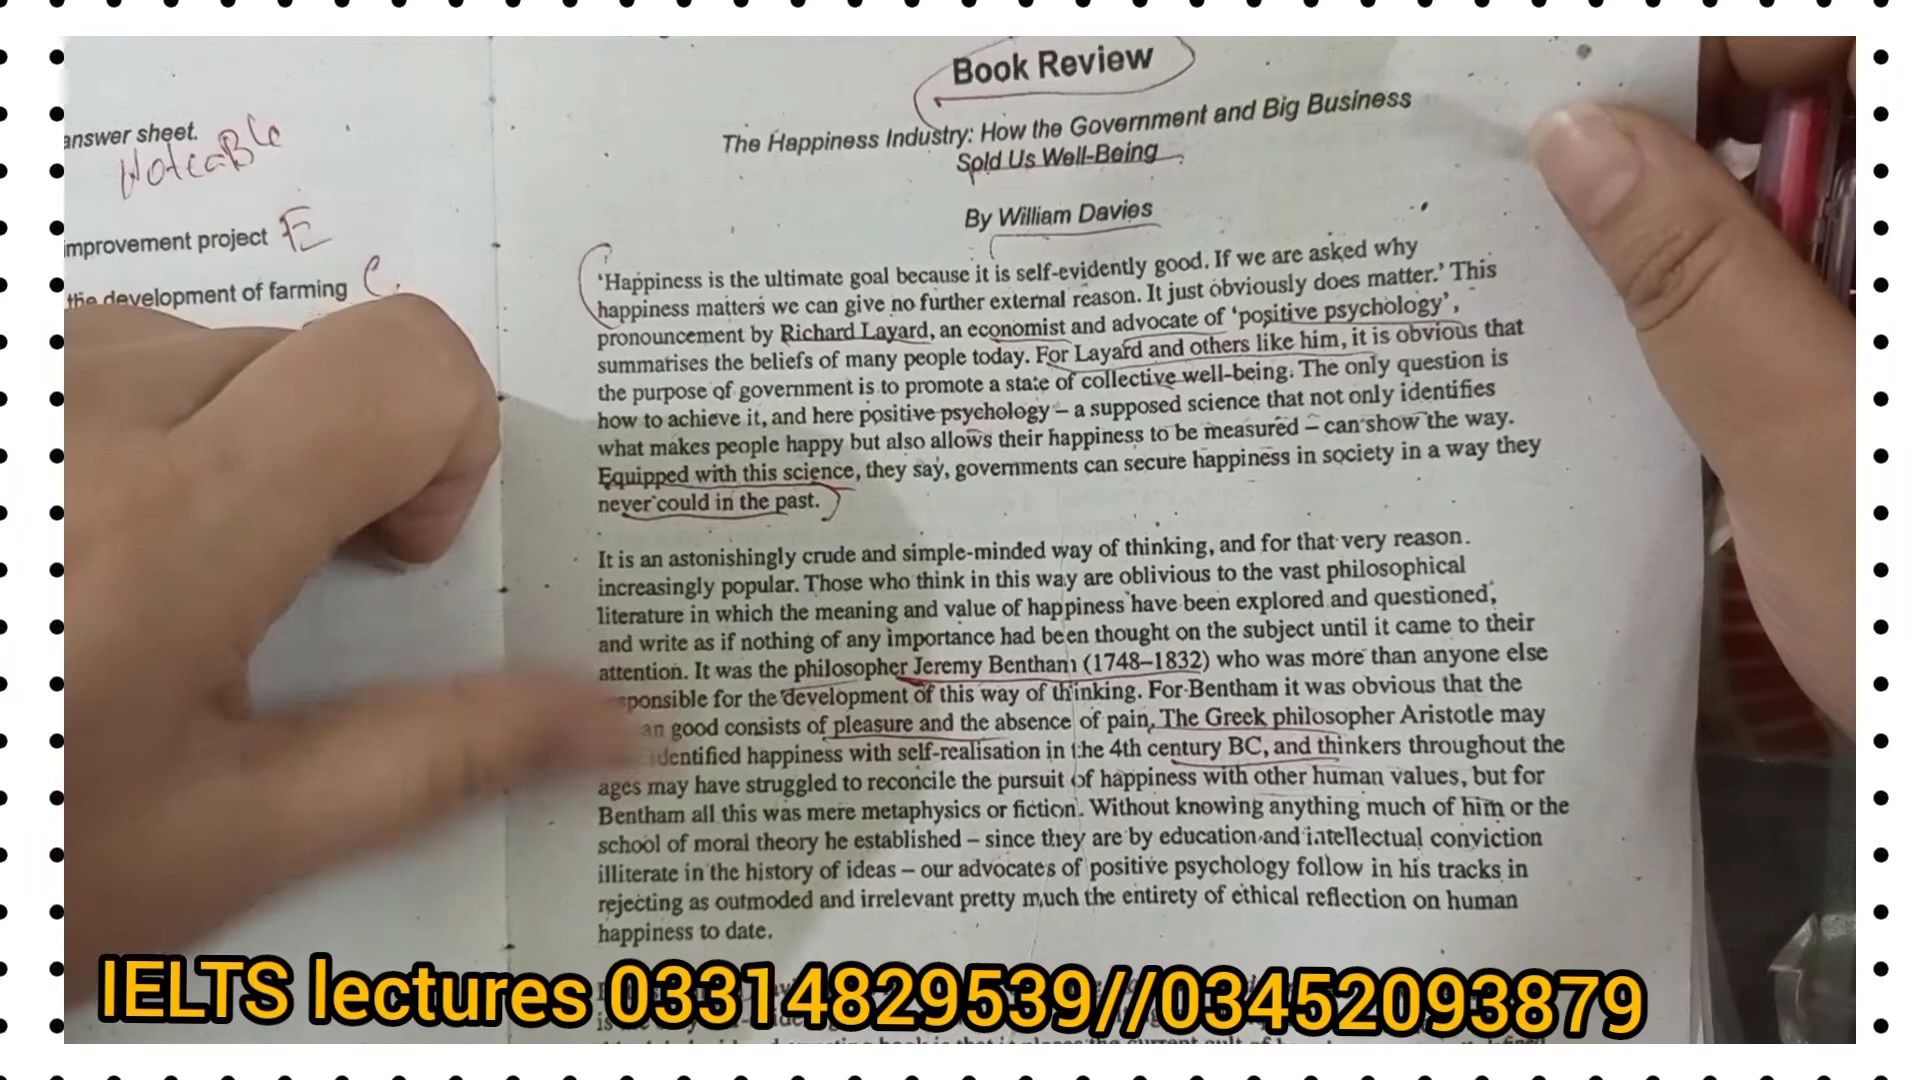 answer sheet.
improvement project E
the development of farming C
Book Review
The Happiness Industry: How the Government and Big Business
Sold Us Well-Being
By William Davies
'Happiness is the ultimate goal because it is self-evidently good. If we are asked why
happiness matters we can give no further external reason. It just obviously does matter.' This
pronouncement by Richard Layard, an economist and advocate of 'positive psychology',
summarises the beliefs of many people today. For Layard and others like him, it is obvious that
the purpose of government is to promote a state of collective well-being. The only question is
how to achieve it, and here positive psychology – a supposed science that not only identifies
what makes people happy but also allows their happiness to be measured – can show the way.
Equipped with this science, they say, governments can secure happiness in society in a way they
never could in the past.
It is an astonishingly crude and simple-minded way of thinking, and for that very reason
increasingly popular. Those who think in this way are oblivious to the vast philosophical
literature in which the meaning and value of happiness have been explored and questioned,
and write as if nothing of any importance had been thought on the subject until it came to their
attention. It was the philosopher Jeremy Bentham (1748–1832) who was more than anyone else
sponsible for the development of this way of thinking. For Bentham it was obvious that the
an good consists of pleasure and the absence of pain. The Greek philosopher Aristotle may
identified happiness with self-realisation in the 4th century BC, and thinkers throughout the
ages may have struggled to reconcile the pursuit of happiness with other human values, but for
Bentham all this was mere metaphysics or fiction. Without knowing anything much of him or the
school of moral theory he established – since they are by education and intellectual conviction
illiterate in the history of ideas – our advocates of positive psychology follow in his tracks in
rejecting as outmoded and irrelevant pretty much the entirety of ethical reflection on human
happiness to date.
IELTS lectures 03314829539//03452093879